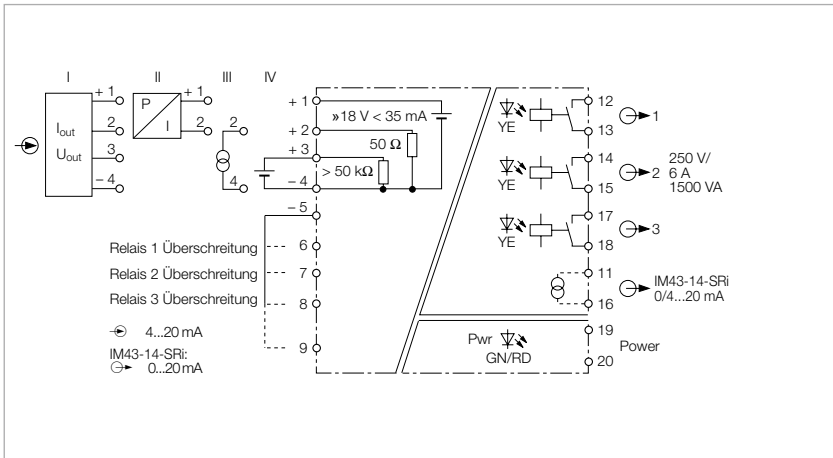 I II III IV
+ 1
I out 2
U out 3
– 4
P
I
+ 1
2
2
4
+ 1
+ 2
+ 3
– 4
– 5
6
7
8
9
»18 V < 35 mA
50 Ω
> 50 kΩ
Relais 1 Überschreitung
Relais 2 Überschreitung
Relais 3 Überschreitung
4...20 mA
IM43-14-SRi:
0...20 mA
YE
12
13
1
YE
14
15
2 250 V/
6 A
1500 VA
YE
17
18
3
11
16
IM43-14-SRi
0/4...20 mA
Pwr
GN/RD
19
20
Power